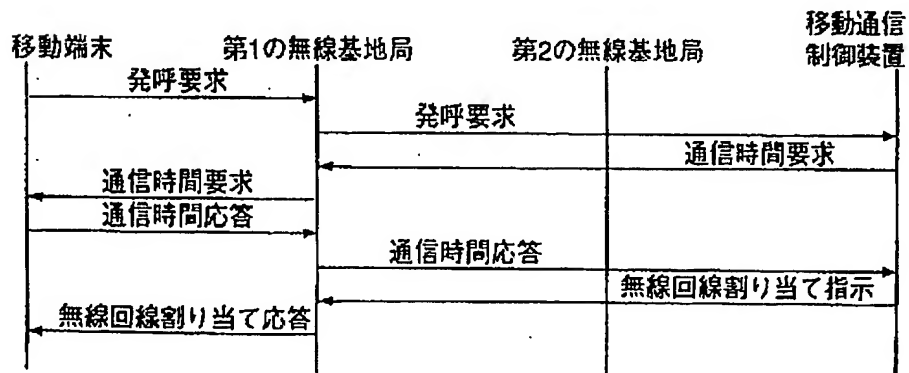 移動端末
第1の無線基地局
第2の無線基地局
移動通信
制御装置
発呼要求
発呼要求
通信時間要求
通信時間要求
通信時間応答
通信時間応答
無線回線割り当て指示
無線回線割り当て応答